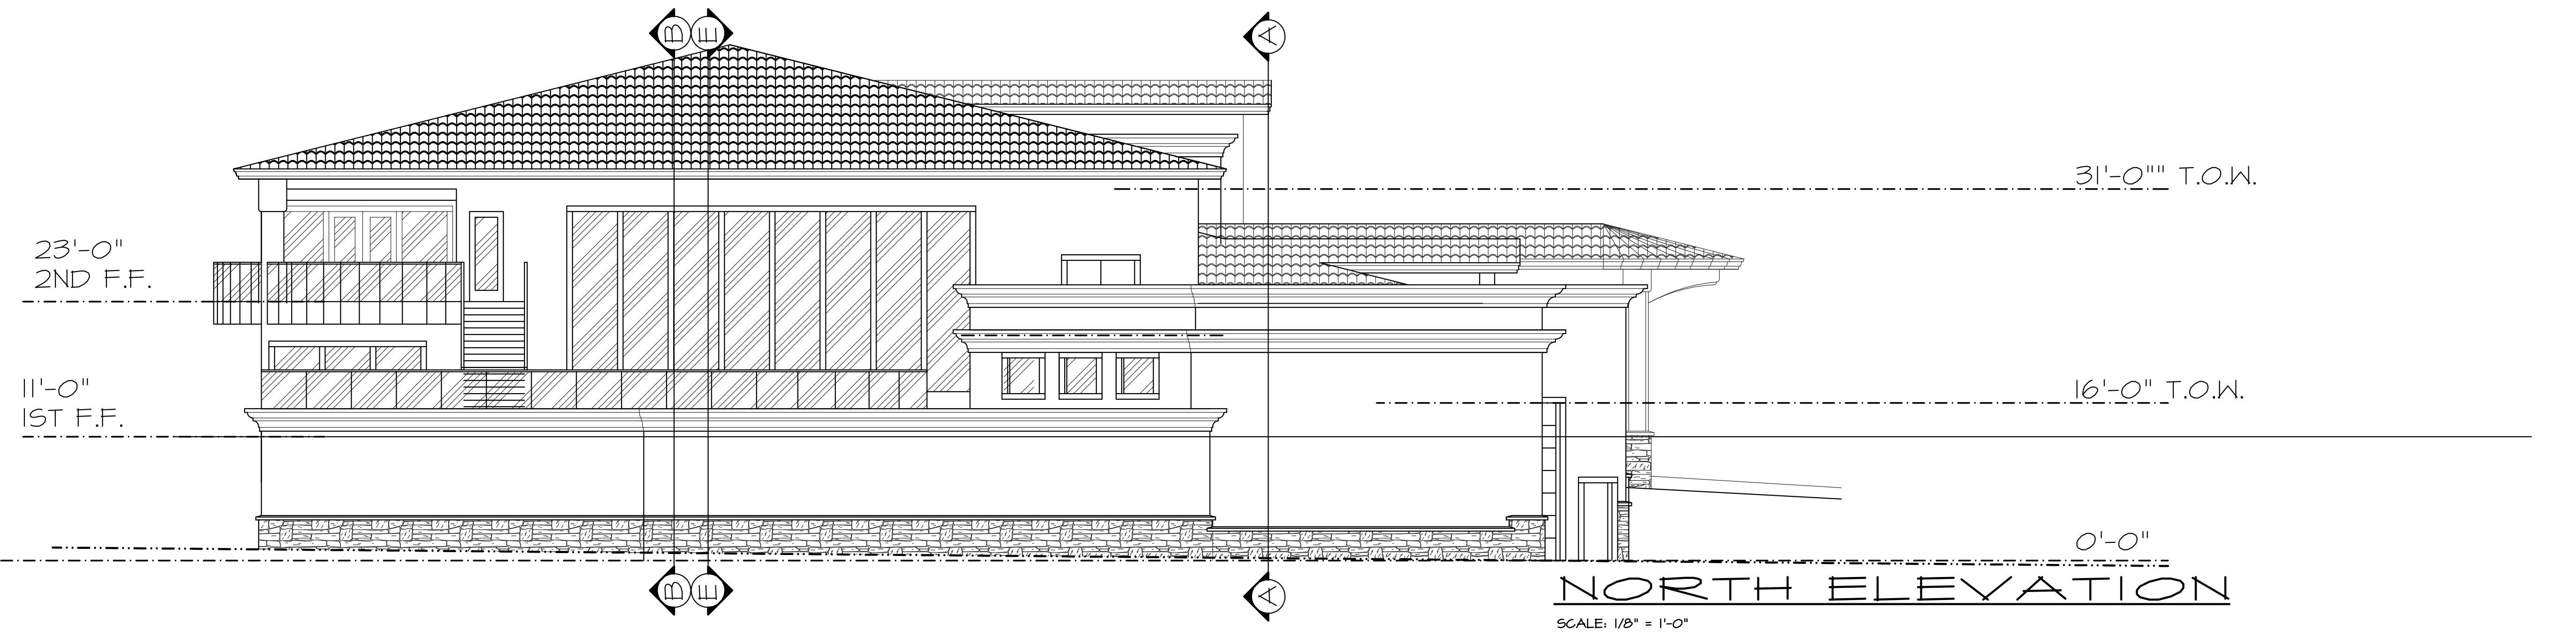 B E A
31'-0"" T.O.W.
23'-0"
2ND F.F.
11'-0"
1ST F.F.
16'-0" T.O.W.
0'-0"
B E A
NORTH ELEVATION
SCALE: 1/8" = 1'-0"